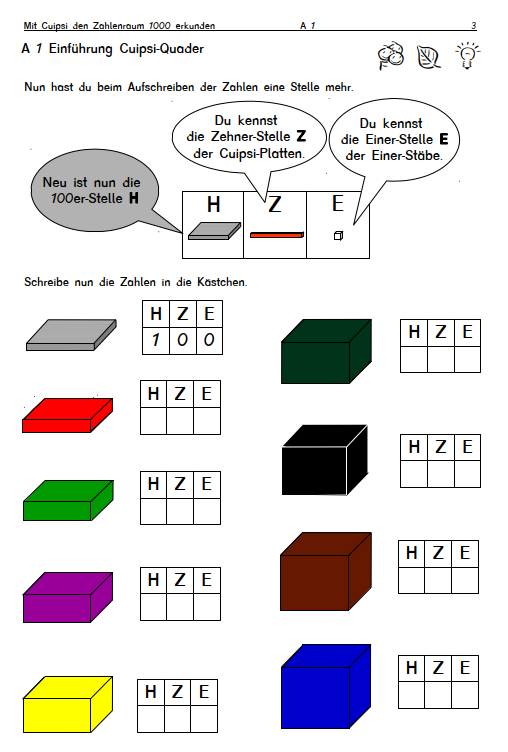 Mit Cuipsi den Zahlenraum 1000 erkunden A 1 3
A 1 Einführung Cuipsi-Quader
Nun hast du beim Aufschreiben der Zahlen eine Stelle mehr.
Du kennst
die Zehner-Stelle Z
der Cuipsi-Platten.
Du kennst
die Einer-Stelle E
der Einer-Stäbe.
Neu ist nun die
100er-Stelle H
H Z E
Schreibe nun die Zahlen in die Kästchen.
H Z E
1 0 0
H Z E
H Z E
H Z E
H Z E
H Z E
H Z E
H Z E
H Z E